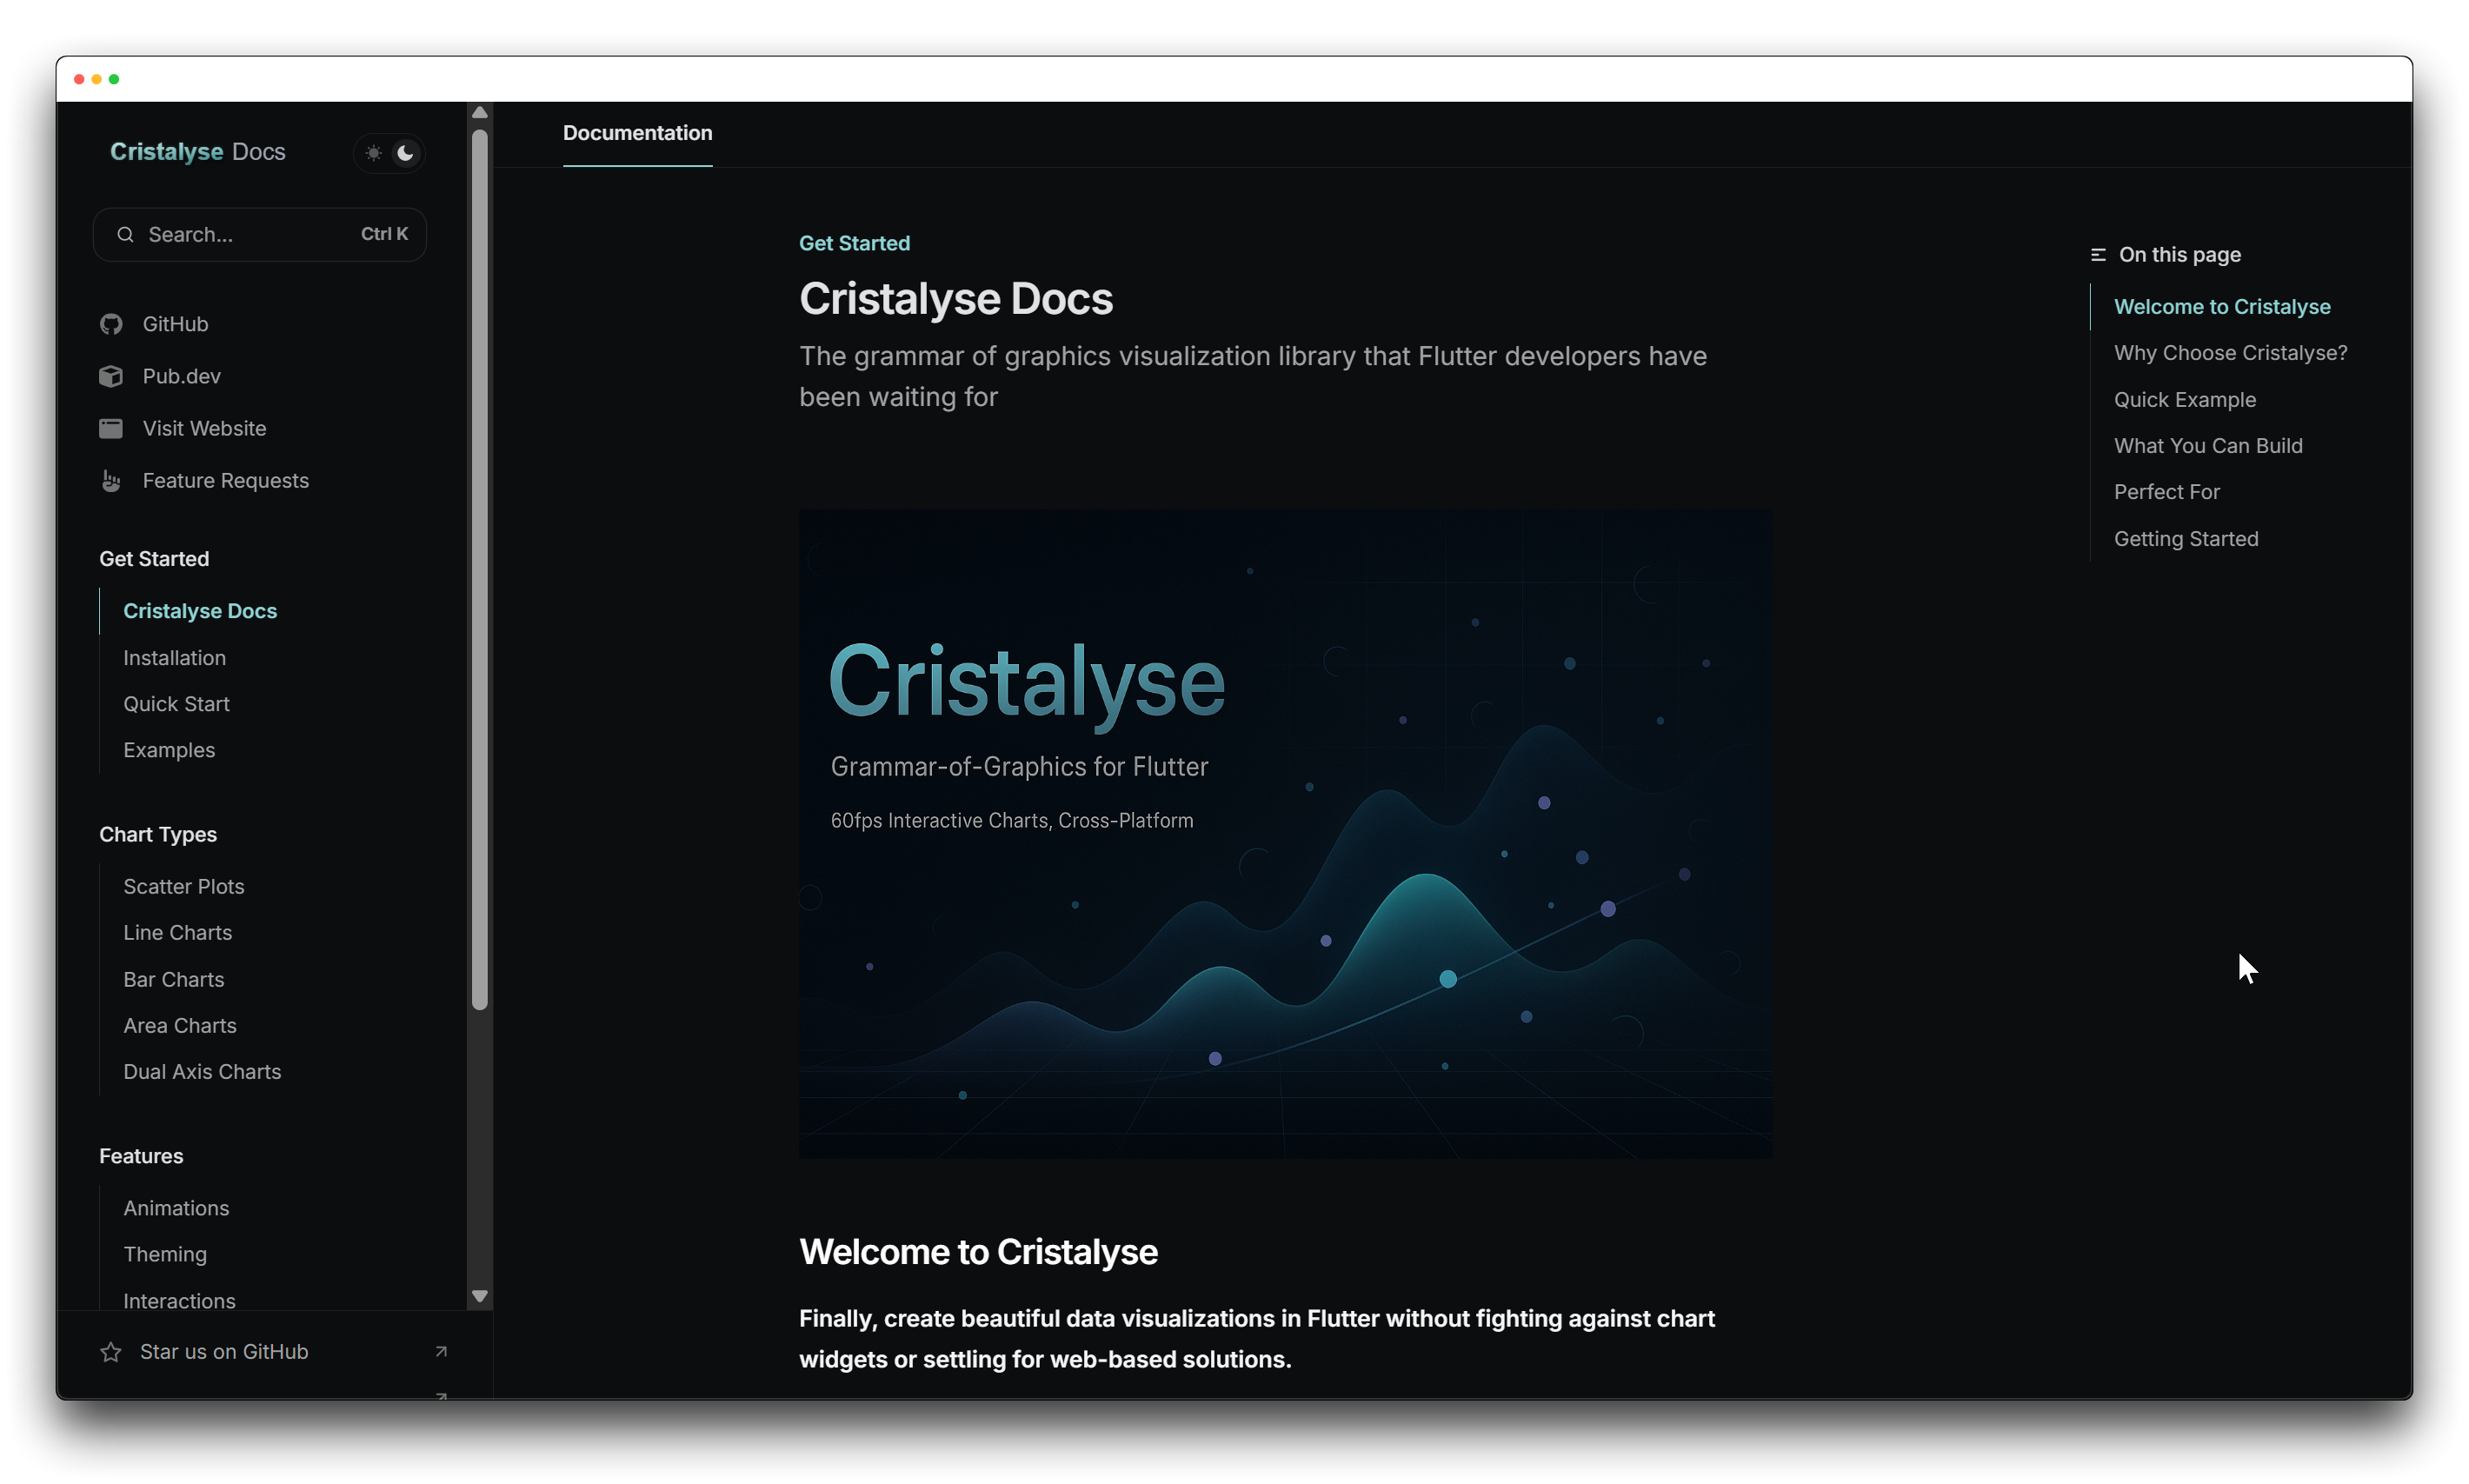 Cristalyse Docs
Search...
Ctrl K
GitHub
Pub.dev
Visit Website
Feature Requests
Get Started
Cristalyse Docs
Installation
Quick Start
Examples
Chart Types
Scatter Plots
Line Charts
Bar Charts
Area Charts
Dual Axis Charts
Features
Animations
Theming
Interactions
Star us on GitHub
Documentation
Get Started
Cristalyse Docs
The grammar of graphics visualization library that Flutter developers have
been waiting for
Cristalyse
Grammar-of-Graphics for Flutter
60fps Interactive Charts, Cross-Platform
Welcome to Cristalyse
Finally, create beautiful data visualizations in Flutter without fighting against chart
widgets or settling for web-based solutions.
On this page
Welcome to Cristalyse
Why Choose Cristalyse?
Quick Example
What You Can Build
Perfect For
Getting Started